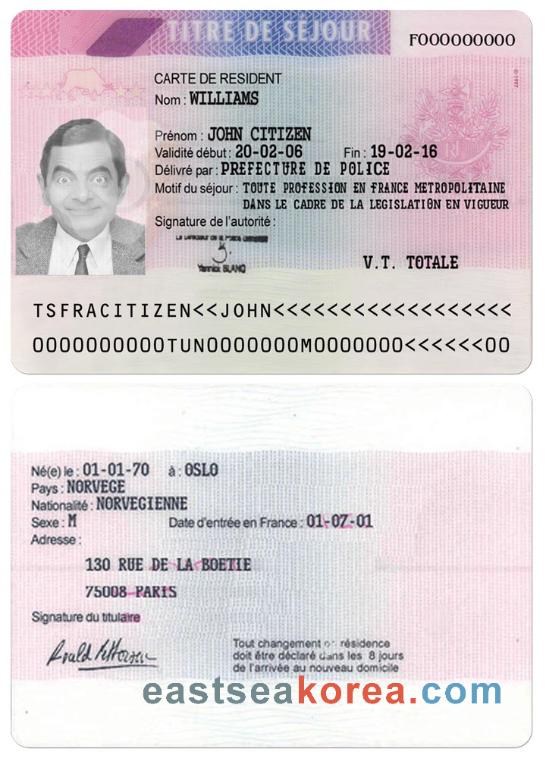 TITRE DE SÉJOUR
F000000000
CARTE DE RESIDENT
Nom : WILLIAMS
Prénom : JOHN CITIZEN
Validité début : 20-02-06 Fin : 19-02-16
Délivré par : PREFECTURE DE POLICE
Motif du séjour : TOUTE PROFESSION EN FRANCE METROPOLITAINE
DANS LE CADRE DE LA LEGISLATION EN VIGUEUR
Signature de l'autorité :
Yannick BLANC
V.T. TOTALE
TSFRACITIZEN<<JOHN<<<<<<<<<<<<<<<<<<
0000000000TUN0000000M0000000<<<<<<00
Né(e) le : 01-01-70 à : OSLO
Pays : NORVEGE
Nationalité : NORVEGIENNE
Sexe : M Date d'entrée en France : 01-07-01
Adresse :
130 RUE DE LA BOETIE
75008 PARIS
Signature du titulaire
Tout changement de résidence
doit être déclaré dans les 8 jours
de l'arrivée au nouveau domicile
eastseakorea.com